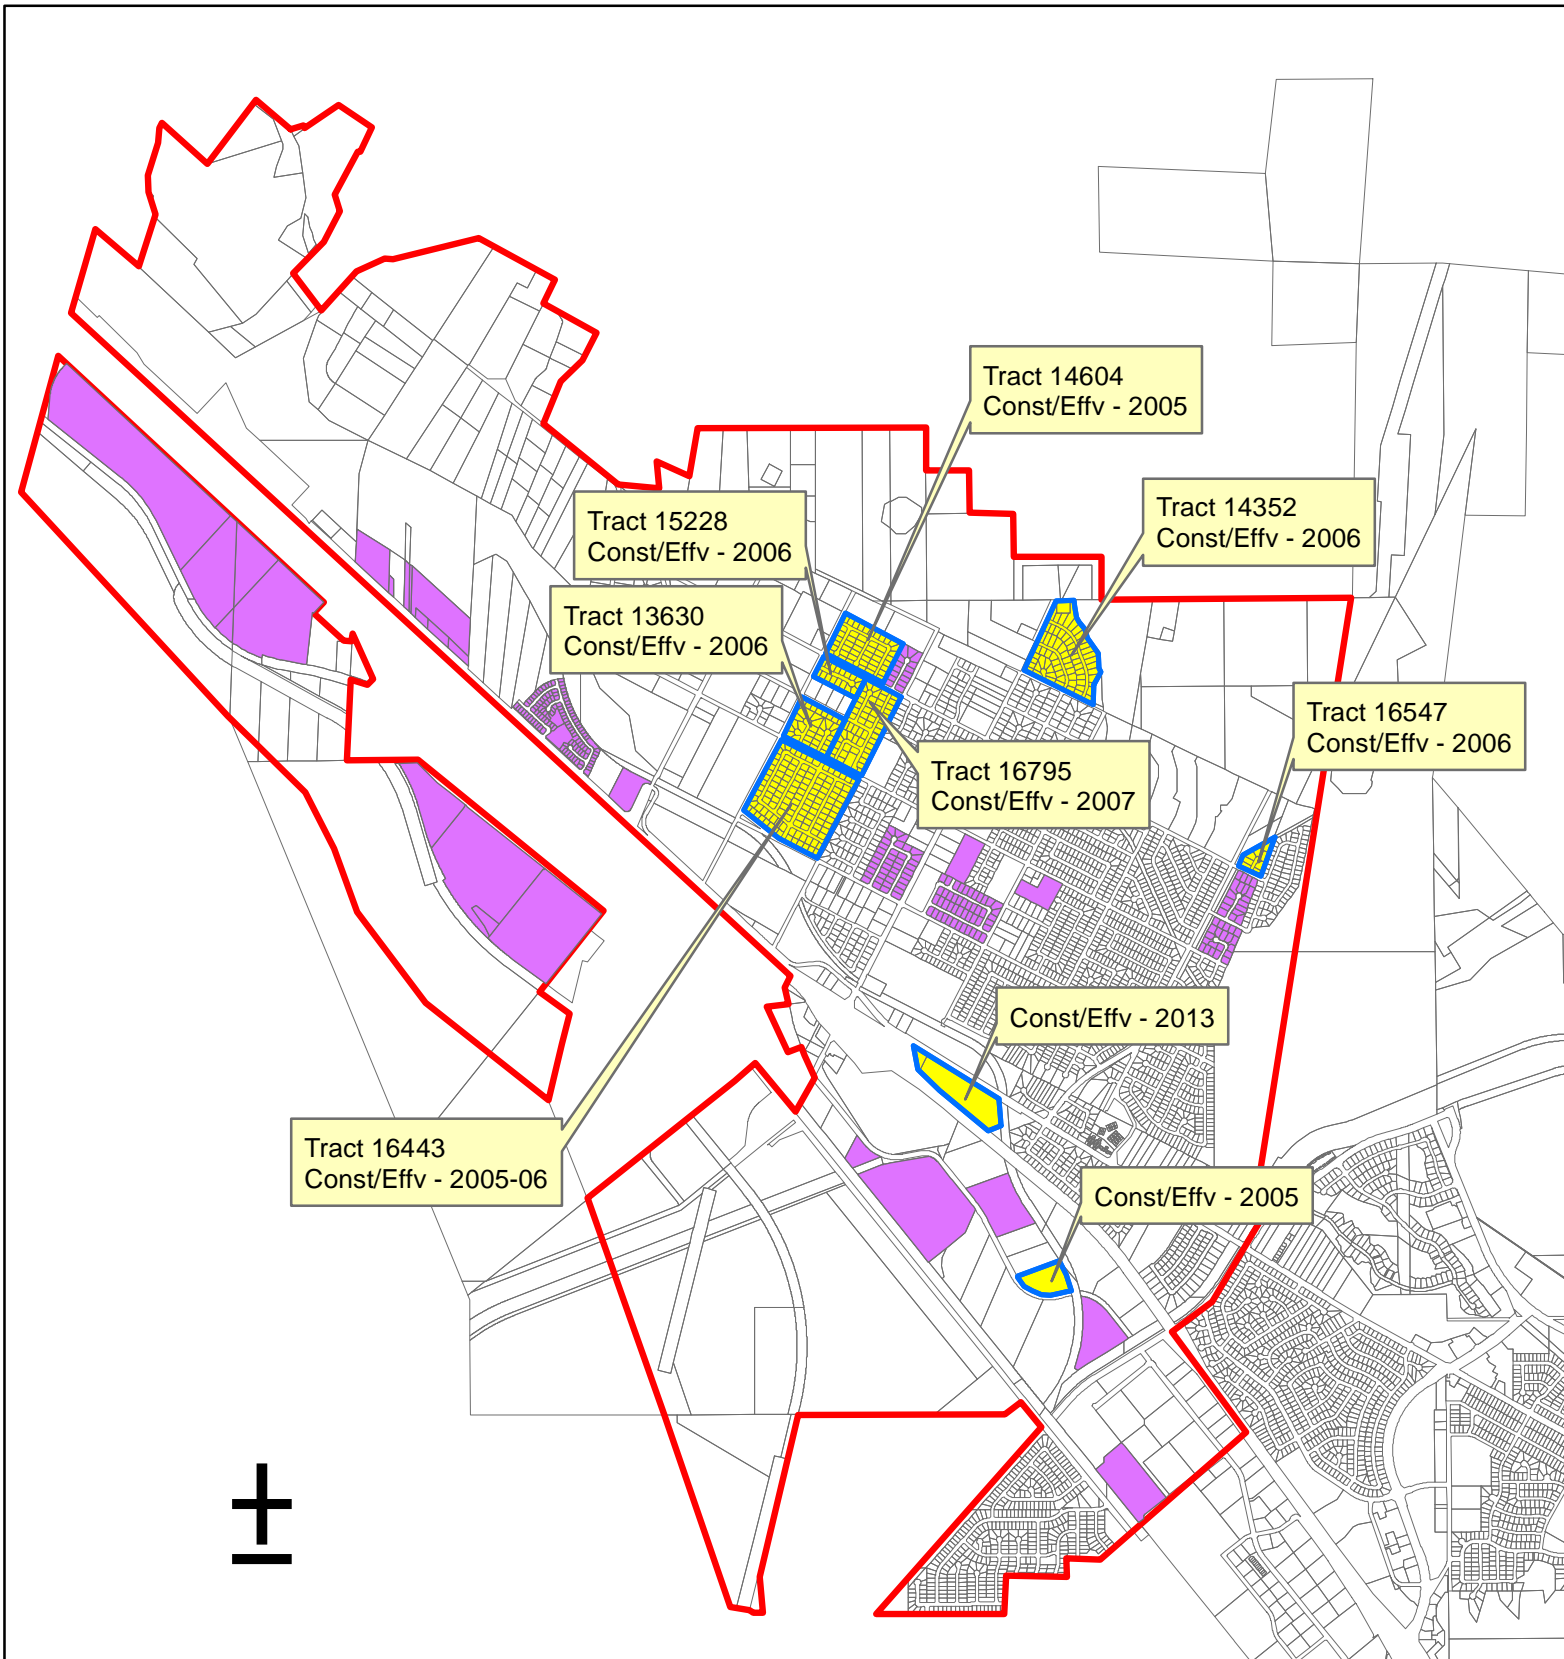 Tract 14604
Const/Effv - 2005
Tract 14352
Const/Effv - 2006
Tract 15228
Const/Effv - 2006
Tract 13630
Const/Effv - 2006
Tract 16547
Const/Effv - 2006
Tract 16795
Const/Effv - 2007
Const/Effv - 2013
Tract 16443
Const/Effv - 2005-06
Const/Effv - 2005